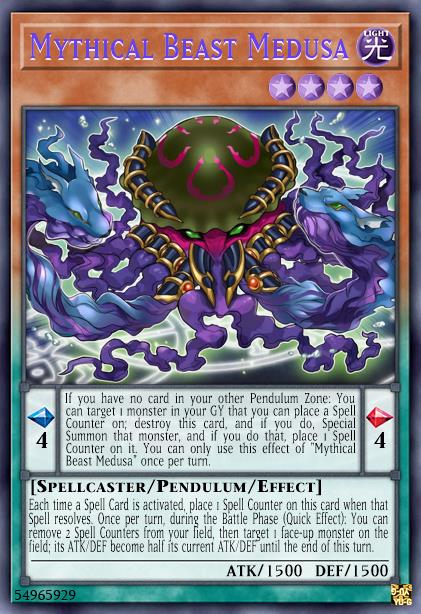 MYTHICAL BEAST MEDUSA
LIGHT
光
If you have no card in your other Pendulum Zone: You
can target 1 monster in your GY that you can place a Spell
Counter on; destroy this card, and if you do, Special
Summon that monster, and if you do that, place 1 Spell
Counter on it. You can only use this effect of "Mythical
Beast Medusa" once per turn.
4
4
[SPELLCASTER/PENDULUM/EFFECT]
Each time a Spell Card is activated, place 1 Spell Counter on this card when that
Spell resolves. Once per turn, during the Battle Phase (Quick Effect): You can
remove 2 Spell Counters from your field, then target 1 face-up monster on the
field; its ATK/DEF become half its current ATK/DEF until the end of this turn.
ATK/1500 DEF/1500
54965929